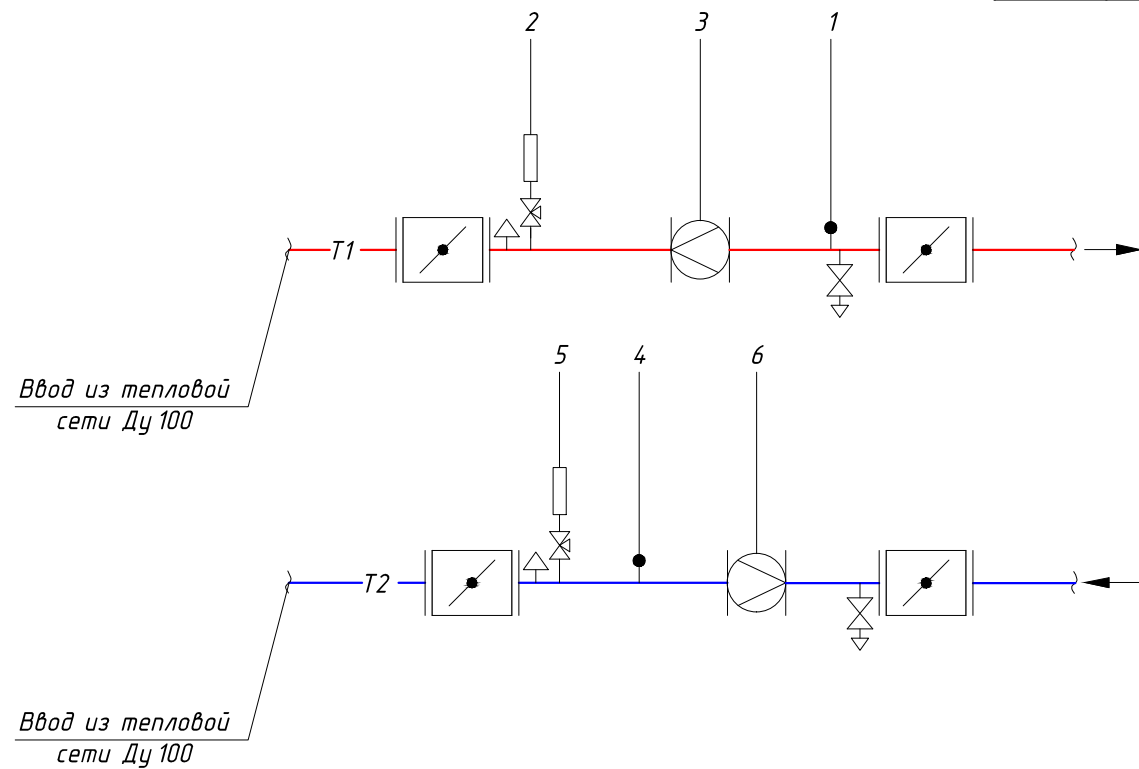 2
3
1
T1
Ввод из тепловой
сети Ду 100
5
4
6
T2
Ввод из тепловой
сети Ду 100